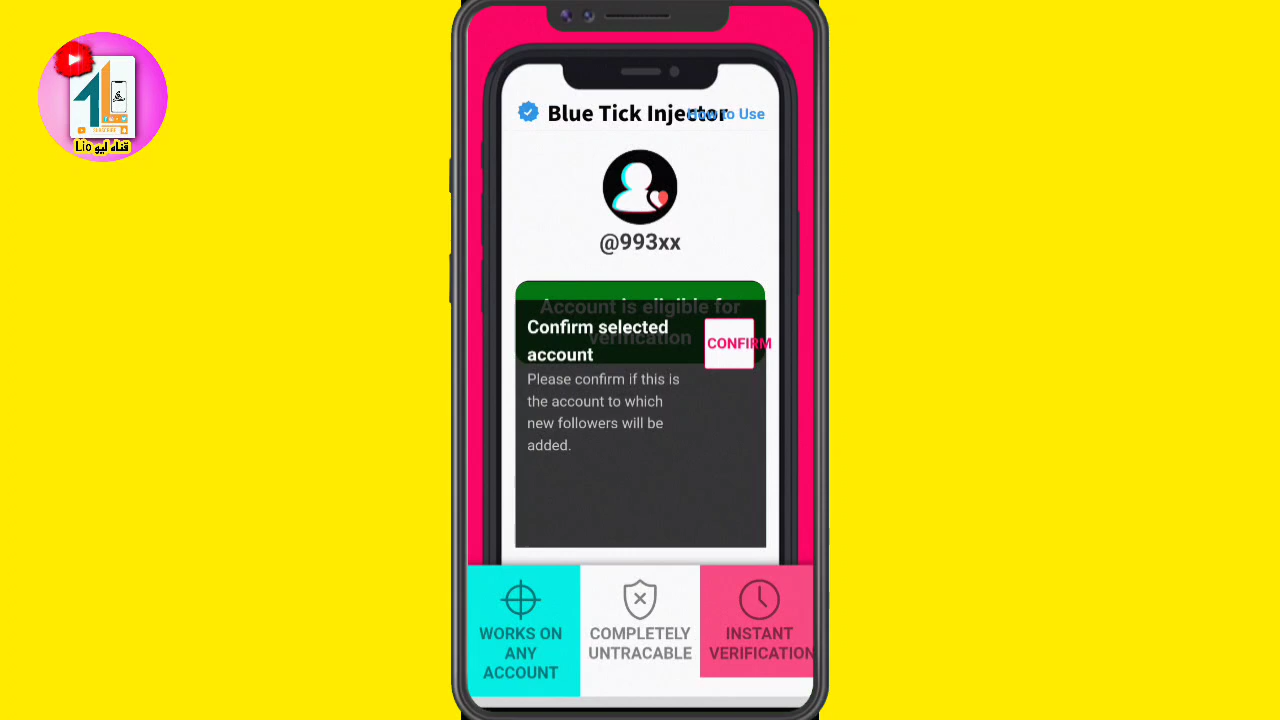 قناه ليو Lio
Blue Tick Injector
How to Use
@993xx
Account is eligible for
verification
Confirm selected
account
CONFIRM
Please confirm if this is
the account to which
new followers will be
added.
WORKS ON
ANY
ACCOUNT
COMPLETELY
UNTRACABLE
INSTANT
VERIFICATION